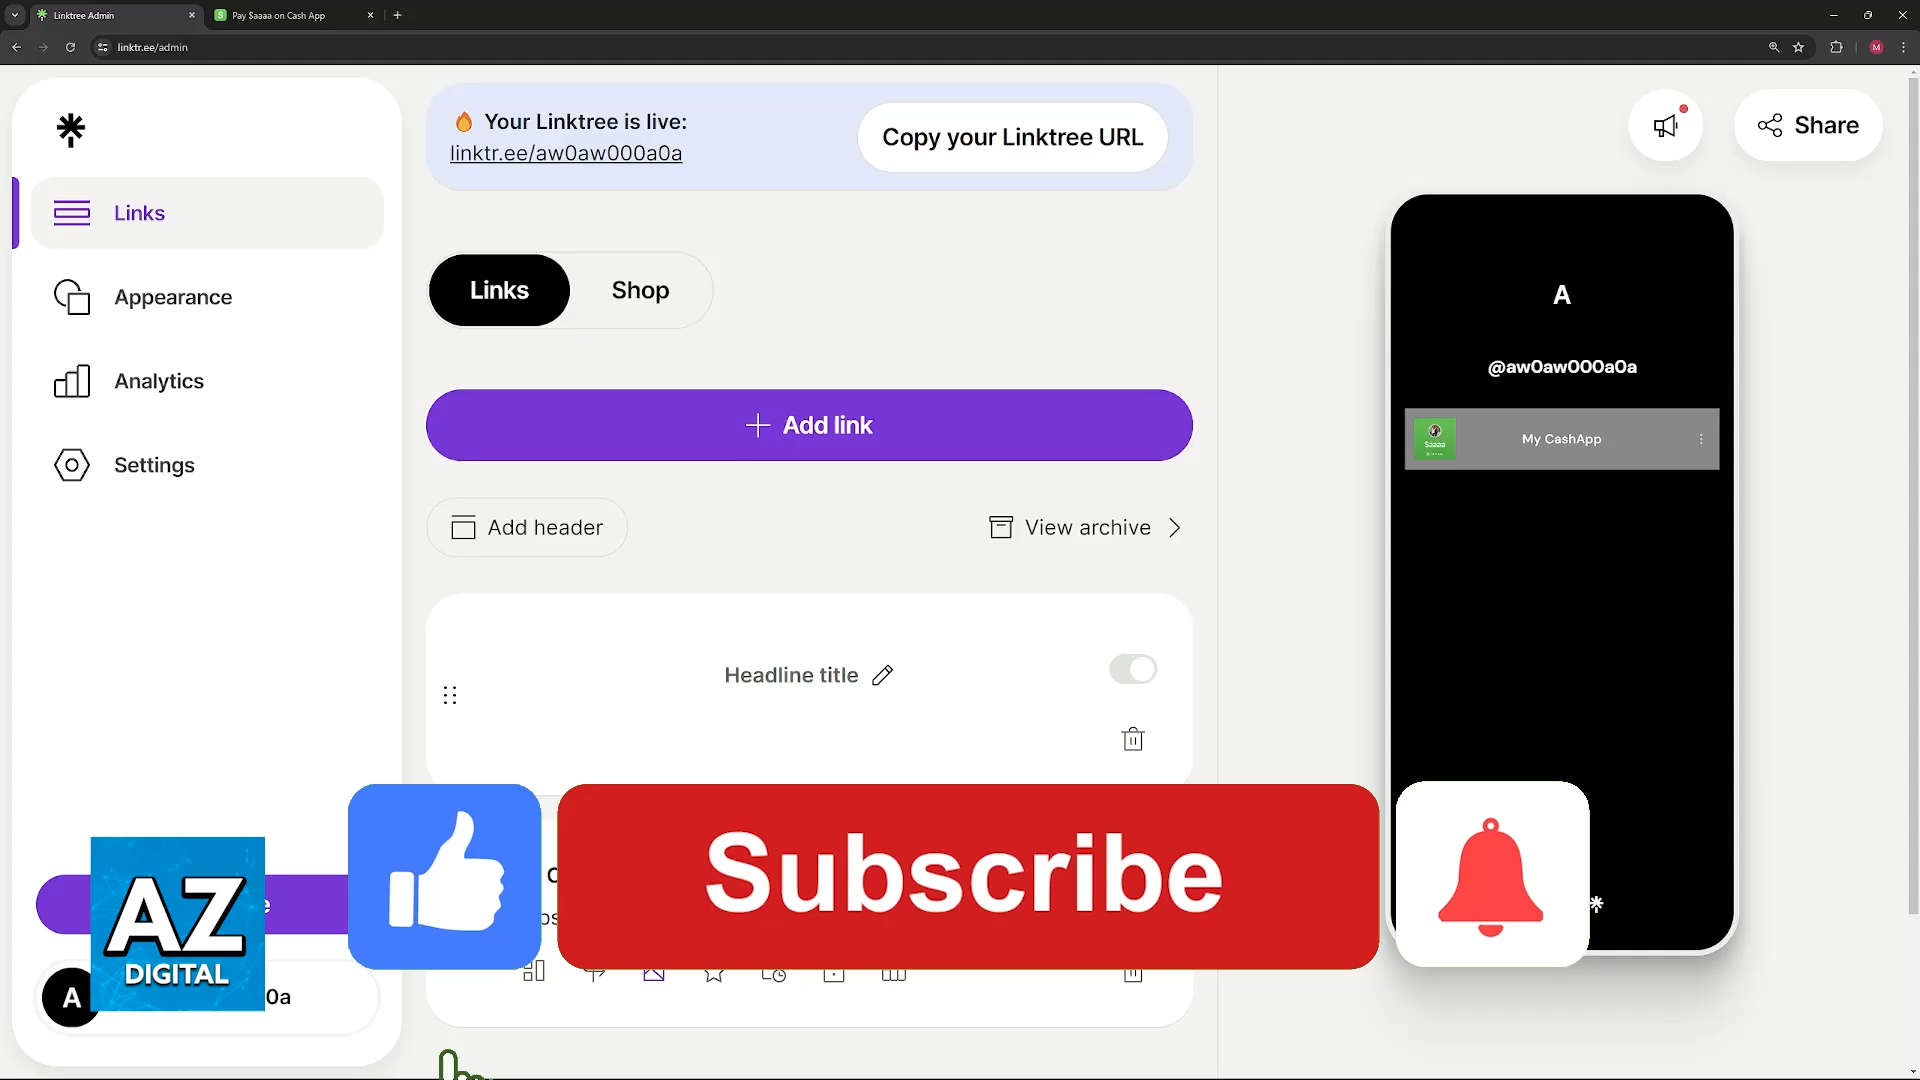 Linktree Admin
Pay $aaaa on Cash App
linktr.ee/admin
M
Your Linktree is live:
linktr.ee/aw0aw000a0a
Copy your Linktree URL
Share
Links
Appearance
Analytics
Settings
Links
Shop
Add link
Add header
View archive
Headline title
A
@aw0aw000a0a
$aaaa
My CashApp
Subscribe
AZ
DIGITAL
A
0a